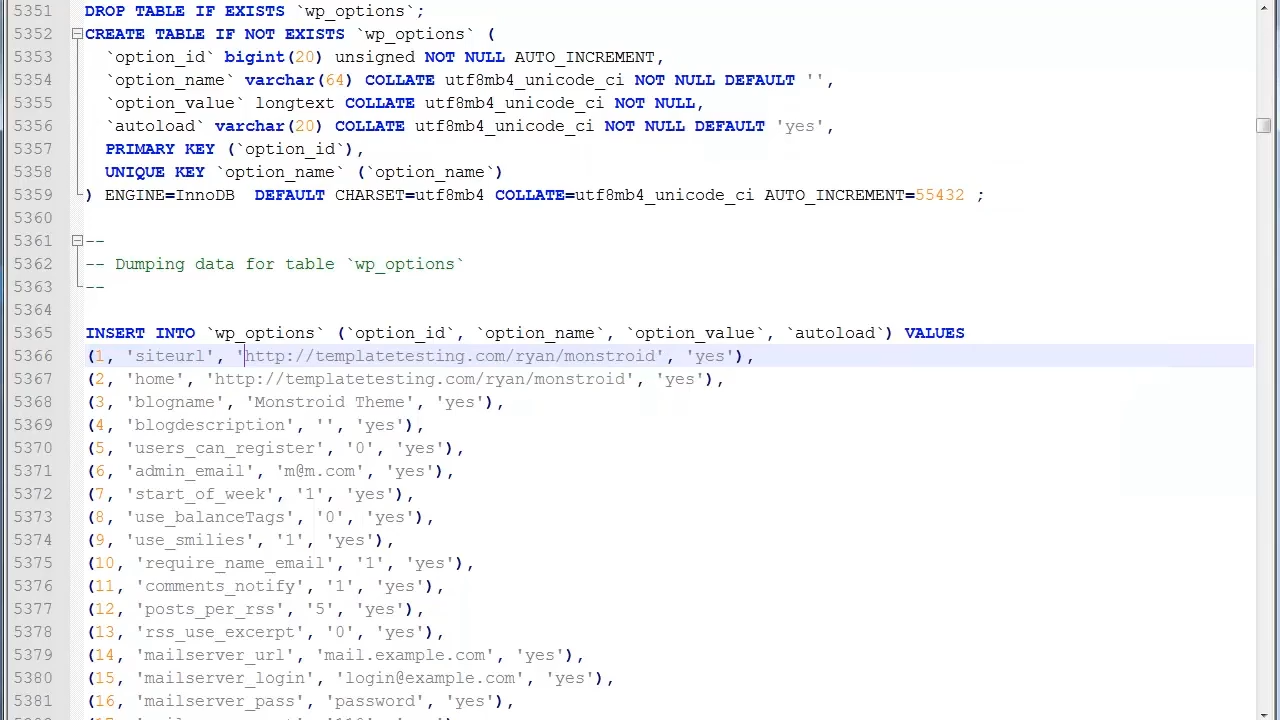 5351 DROP TABLE IF EXISTS `wp_options`;
5352 CREATE TABLE IF NOT EXISTS `wp_options` (
5353 `option_id` bigint(20) unsigned NOT NULL AUTO_INCREMENT,
5354 `option_name` varchar(64) COLLATE utf8mb4_unicode_ci NOT NULL DEFAULT '',
5355 `option_value` longtext COLLATE utf8mb4_unicode_ci NOT NULL,
5356 `autoload` varchar(20) COLLATE utf8mb4_unicode_ci NOT NULL DEFAULT 'yes',
5357 PRIMARY KEY (`option_id`),
5358 UNIQUE KEY `option_name` (`option_name`)
5359 ) ENGINE=InnoDB  DEFAULT CHARSET=utf8mb4 COLLATE=utf8mb4_unicode_ci AUTO_INCREMENT=55432 ;
5360
5361 --
5362 -- Dumping data for table `wp_options`
5363 --
5364
5365 INSERT INTO `wp_options` (`option_id`, `option_name`, `option_value`, `autoload`) VALUES
5366 (1, 'siteurl', 'http://templatetesting.com/ryan/monstroid', 'yes'),
5367 (2, 'home', 'http://templatetesting.com/ryan/monstroid', 'yes'),
5368 (3, 'blogname', 'Monstroid Theme', 'yes'),
5369 (4, 'blogdescription', '', 'yes'),
5370 (5, 'users_can_register', '0', 'yes'),
5371 (6, 'admin_email', 'm@m.com', 'yes'),
5372 (7, 'start_of_week', '1', 'yes'),
5373 (8, 'use_balanceTags', '0', 'yes'),
5374 (9, 'use_smilies', '1', 'yes'),
5375 (10, 'require_name_email', '1', 'yes'),
5376 (11, 'comments_notify', '1', 'yes'),
5377 (12, 'posts_per_rss', '5', 'yes'),
5378 (13, 'rss_use_excerpt', '0', 'yes'),
5379 (14, 'mailserver_url', 'mail.example.com', 'yes'),
5380 (15, 'mailserver_login', 'login@example.com', 'yes'),
5381 (16, 'mailserver_pass', 'password', 'yes'),